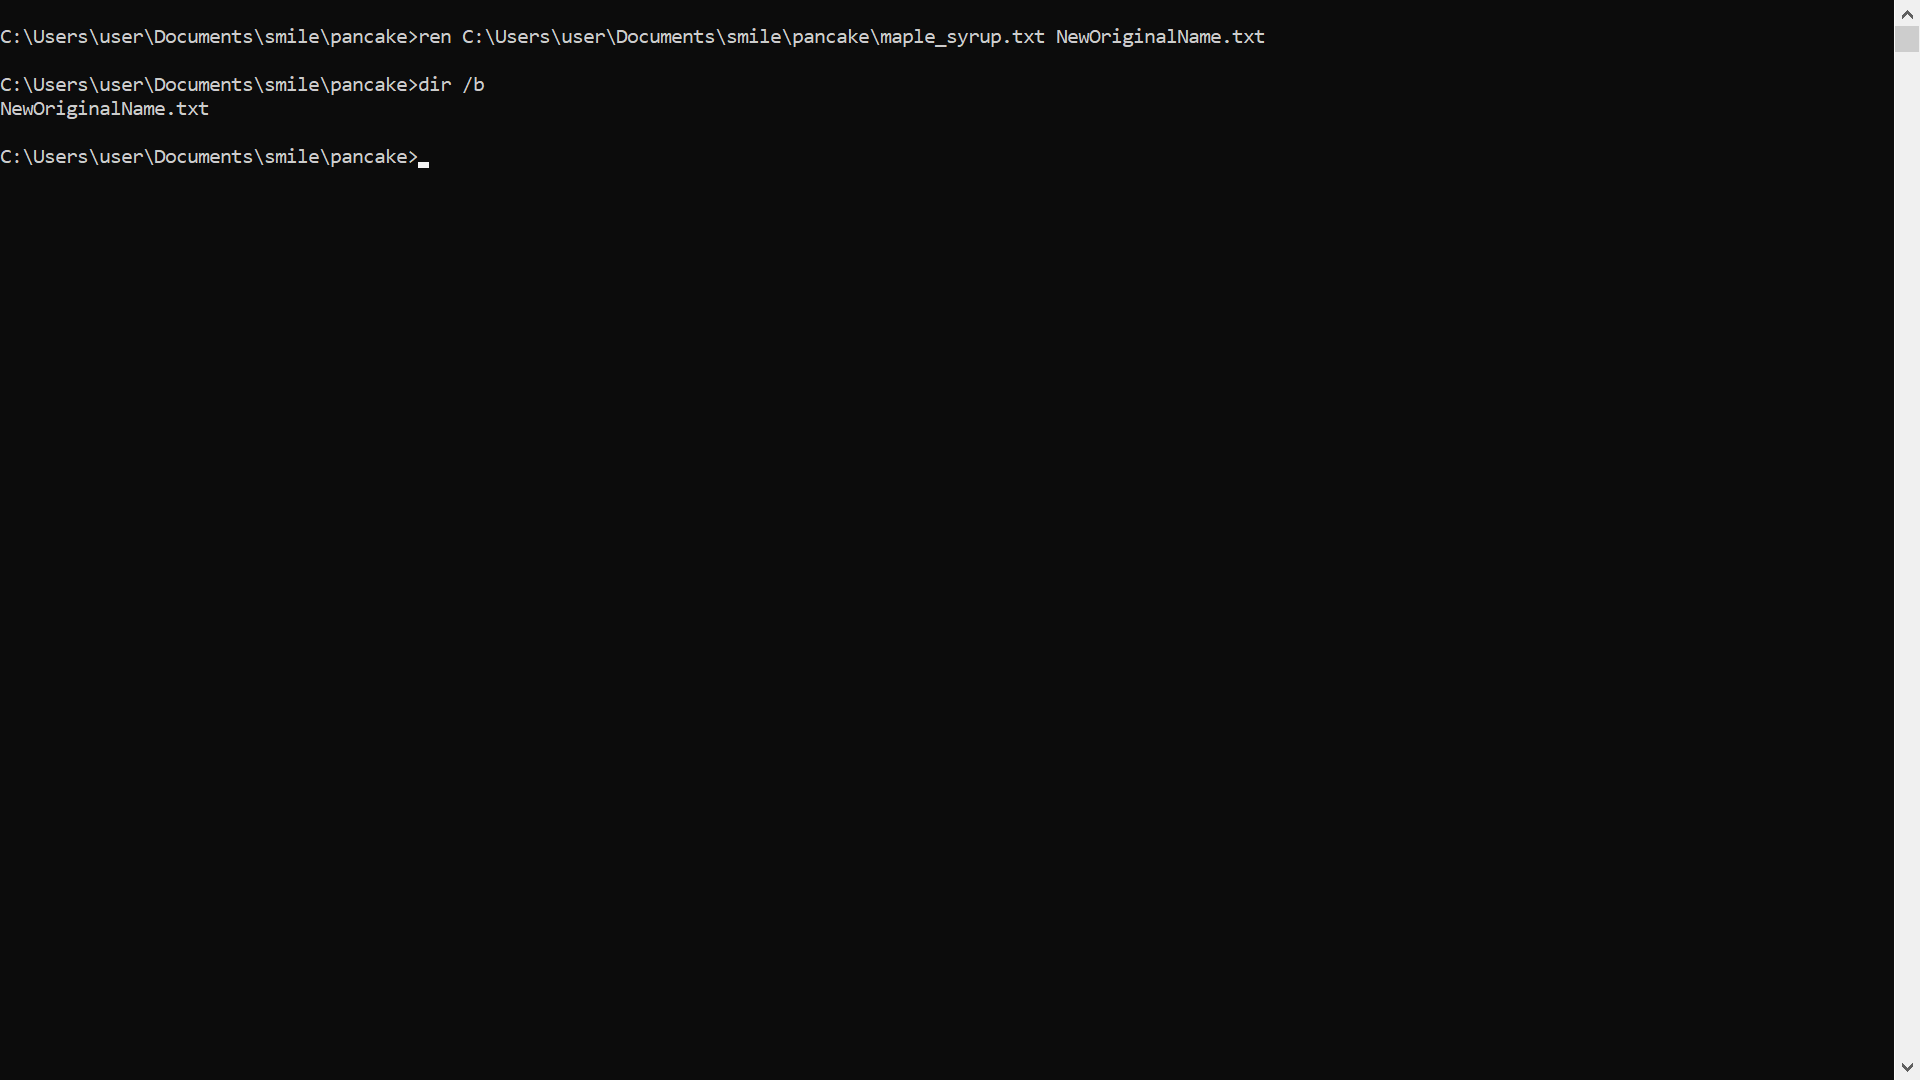 C:\Users\user\Documents\smile\pancake>ren C:\Users\user\Documents\smile\pancake\maple_syrup.txt NewOriginalName.txt
C:\Users\user\Documents\smile\pancake>dir /b
NewOriginalName.txt
C:\Users\user\Documents\smile\pancake>